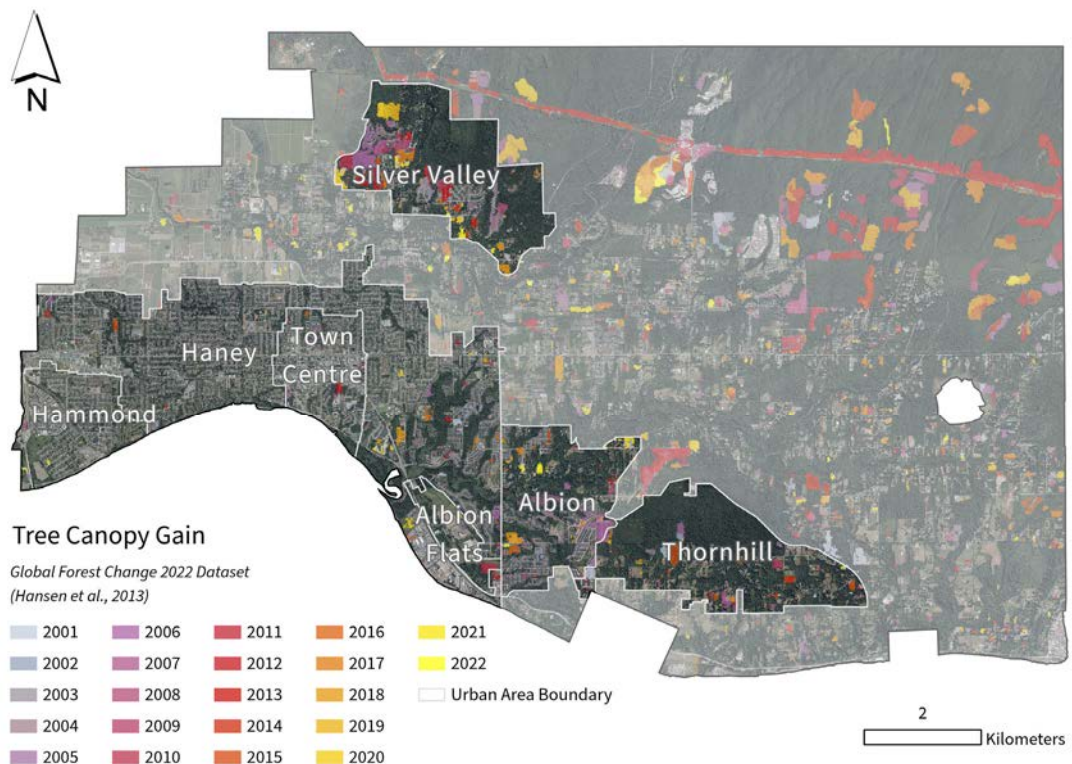 N
Silver Valley
Haney
Town
Centre
Hammond
Albion
Flats
Albion
Thornhill
Tree Canopy Gain
Global Forest Change 2022 Dataset
(Hansen et al., 2013)
2001
2002
2003
2004
2005
2006
2007
2008
2009
2010
2011
2012
2013
2014
2015
2016
2017
2018
2019
2020
2021
2022
Urban Area Boundary
2
Kilometers